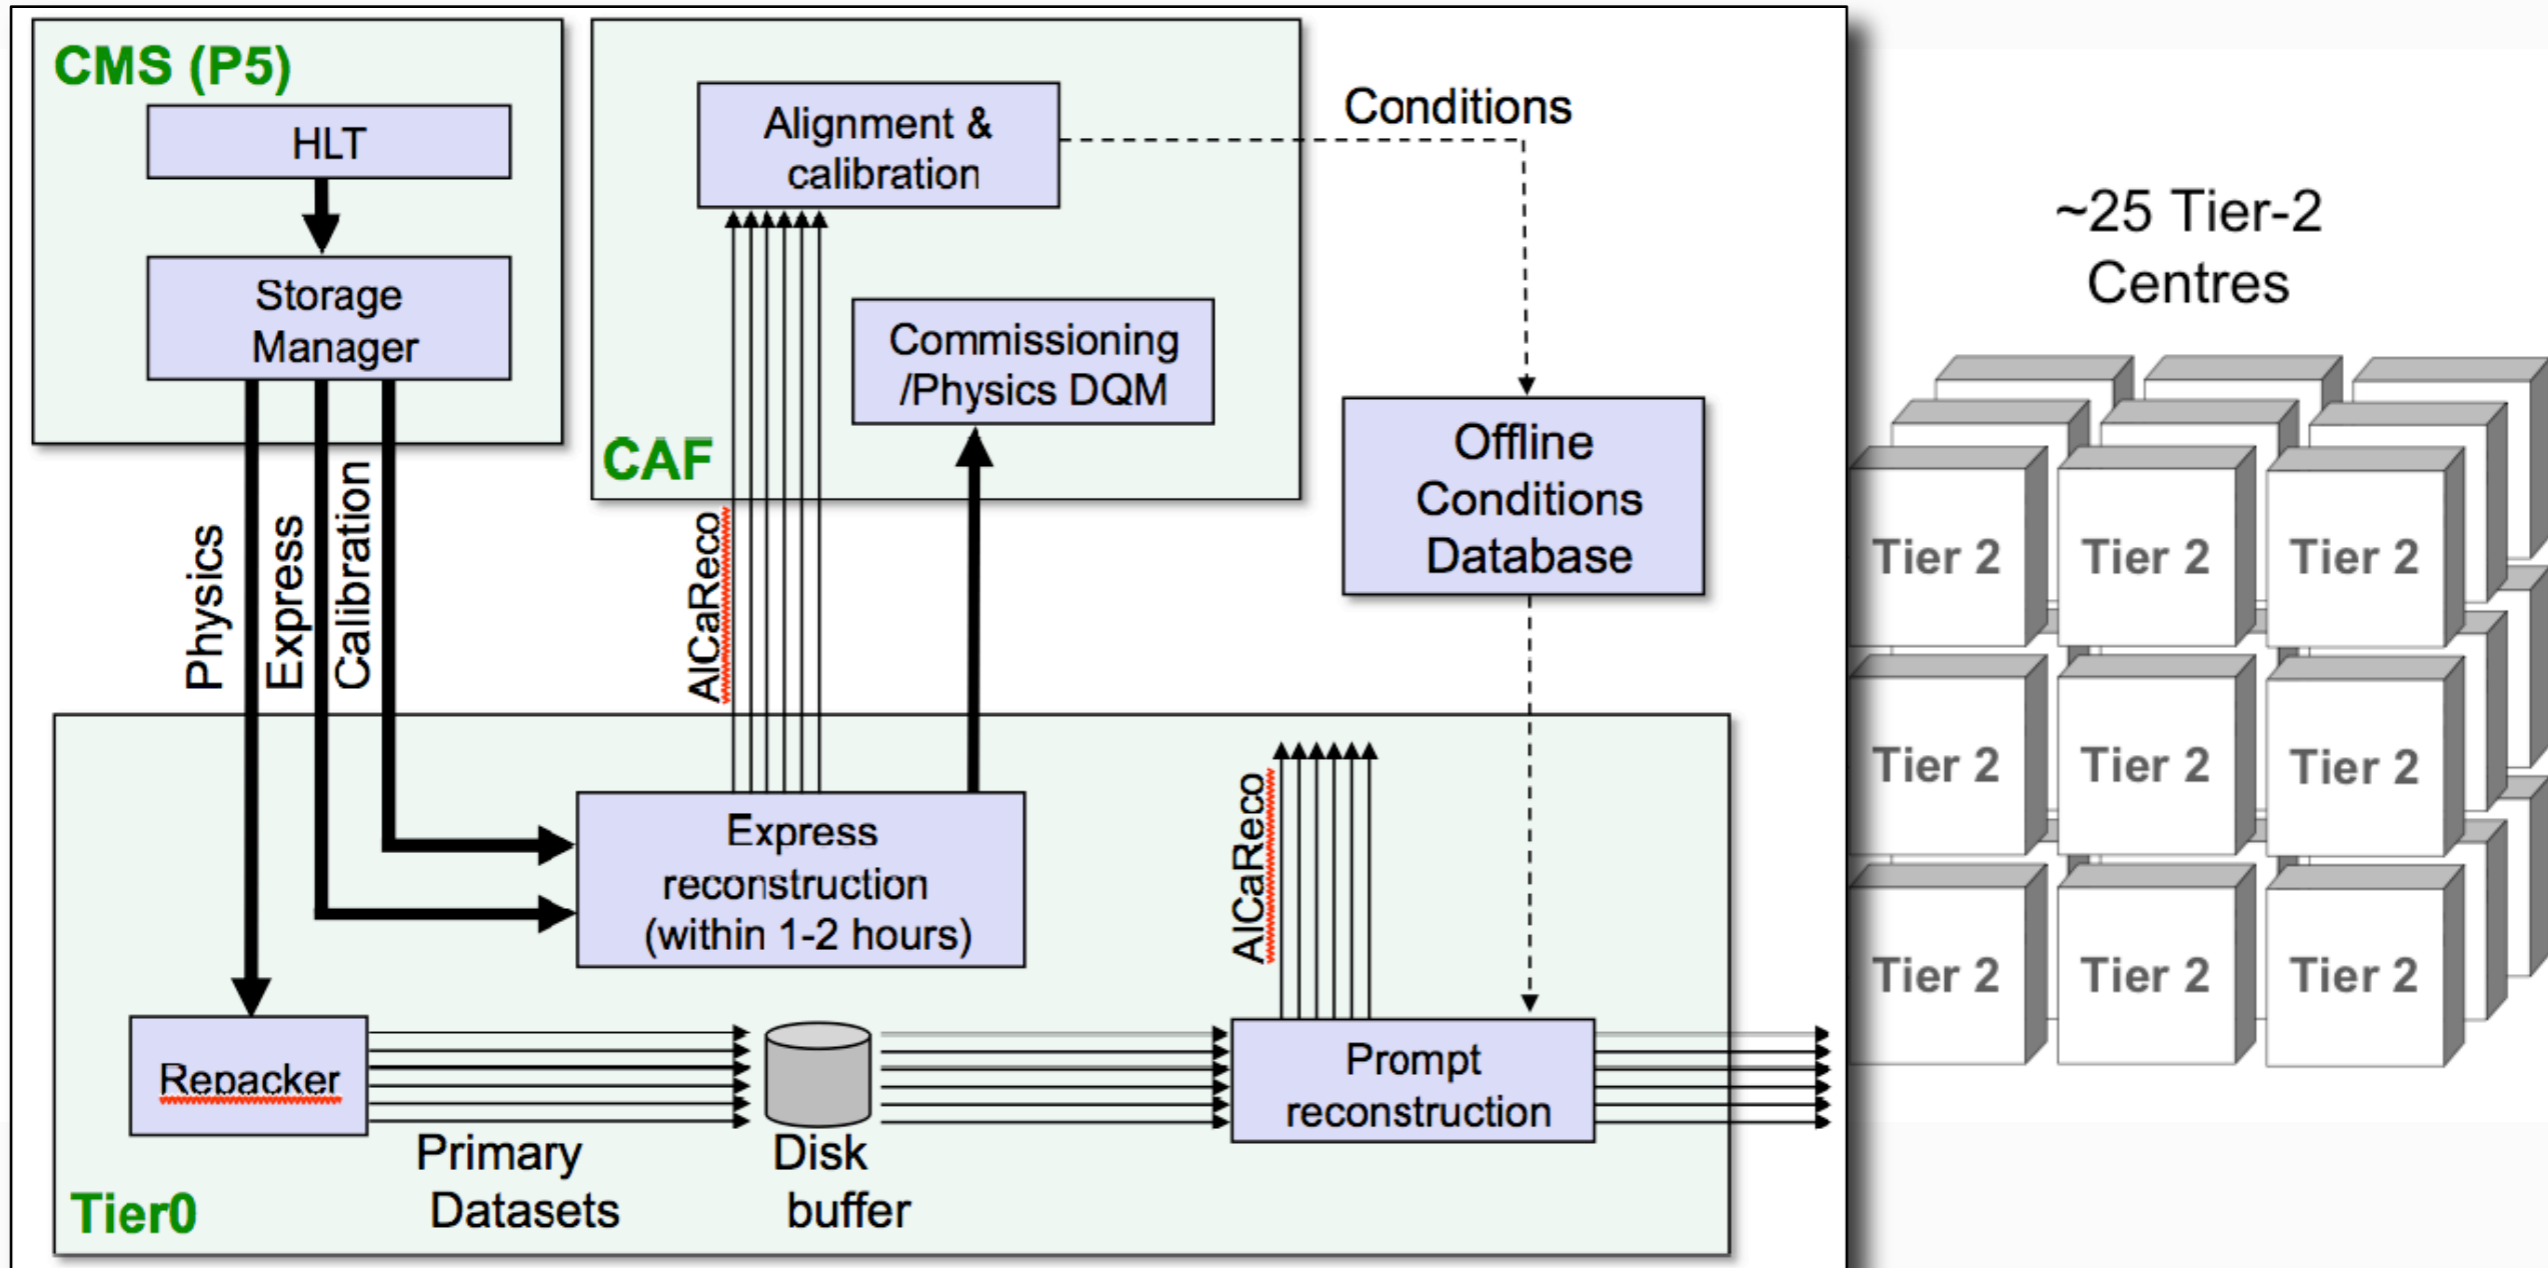 CMS (P5)
HLT
Storage
Manager
Physics
Express
Calibration
CAF
Alignment &
calibration
Commissioning
/Physics DQM
AlCaReco
Conditions
Offline
Conditions
Database
Tier0
Express
reconstruction
(within 1-2 hours)
Repacker
Primary
Datasets
Disk
buffer
AlCaReco
Prompt
reconstruction
~25 Tier-2
Centres
Tier 2
Tier 2
Tier 2
Tier 2
Tier 2
Tier 2
Tier 2
Tier 2
Tier 2